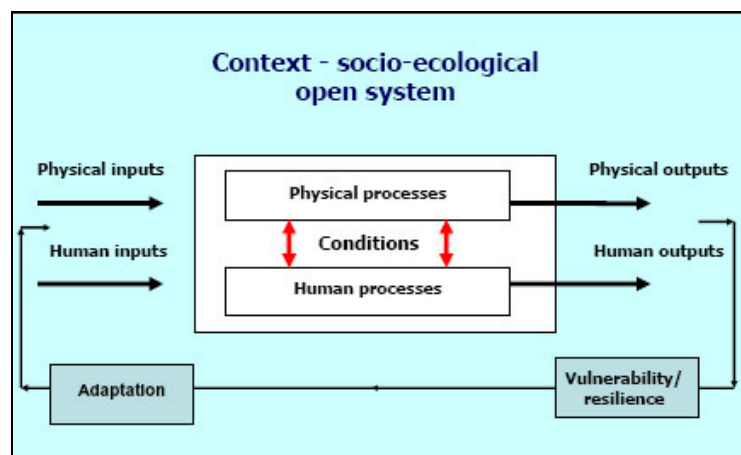 Context - socio-ecological
open system
Physical inputs
Physical processes
Physical outputs
Conditions
Human inputs
Human outputs
Human processes
Adaptation
Vulnerability/
resilience